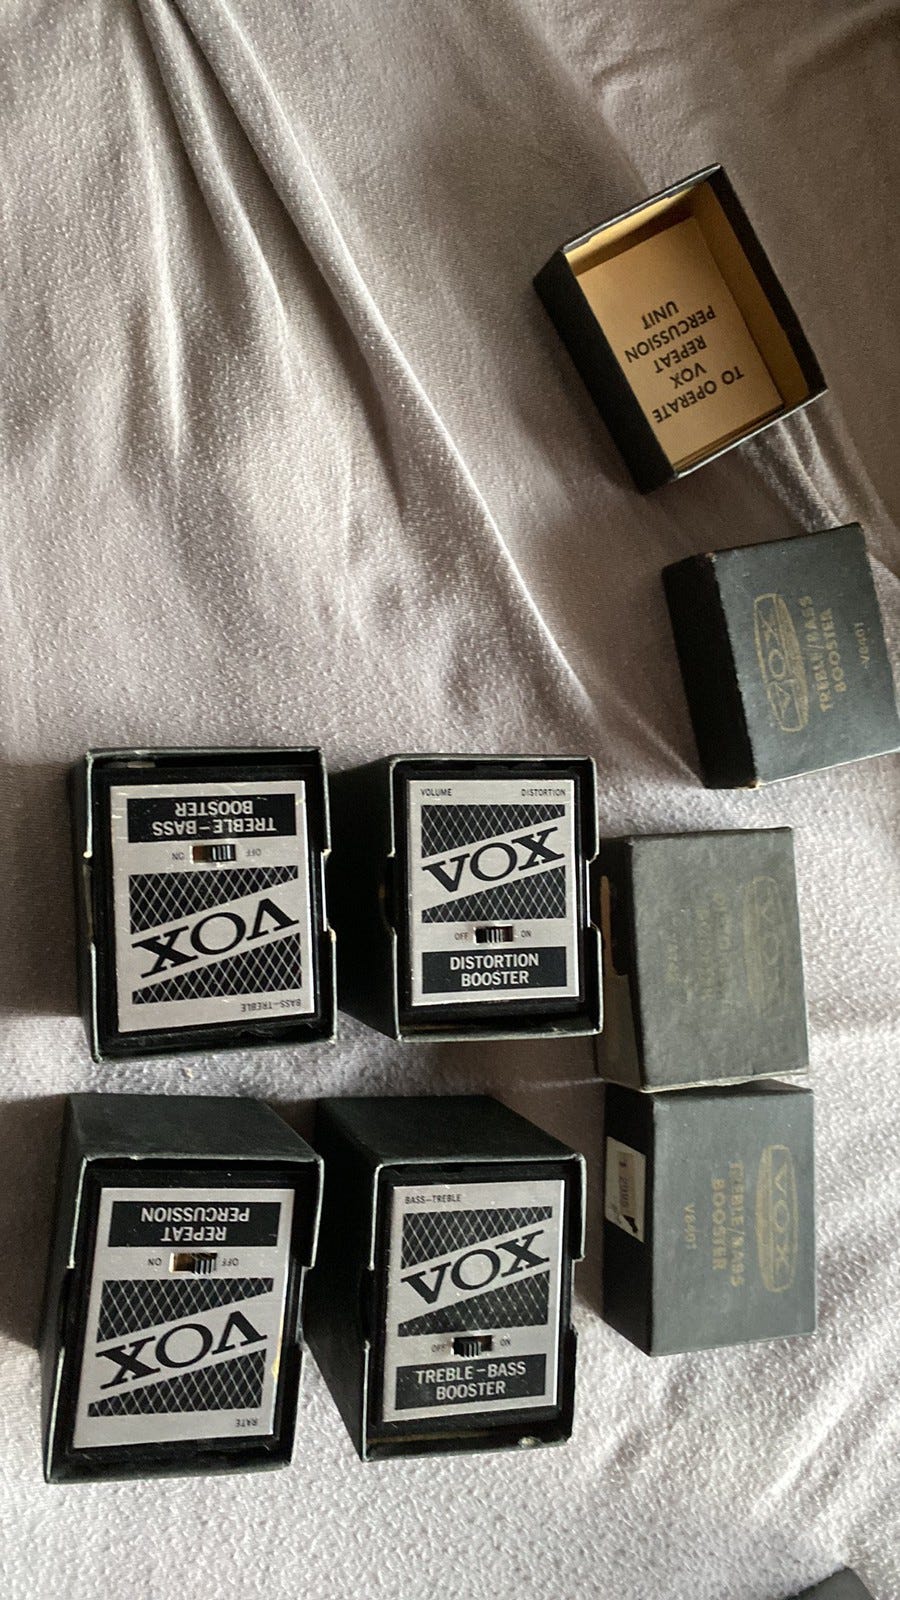 TO OPERATE
VOX
REPEAT
PERCUSSION
UNIT
VOX
TREBLE/BASS
BOOSTER
V8401
TREBLE-BASS
BOOSTER
ON OFF
VOX
BASS-TREBLE
VOLUME DISTORTION
VOX
OFF ON
DISTORTION
BOOSTER
VOX
REPEAT
PERCUSSION
ON OFF
VOX
RATE
BASS-TREBLE
VOX
OFF ON
TREBLE-BASS
BOOSTER
VOX
TREBLE/BASS
BOOSTER
V8401